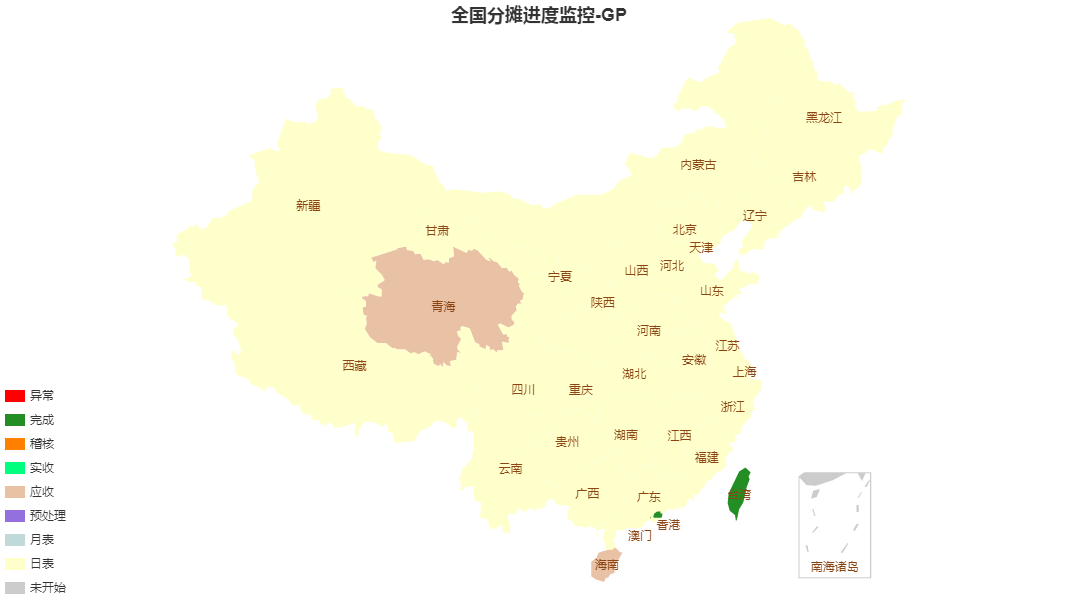 全国分摊进度监控-GP
黑龙江
内蒙古
吉林
新疆
辽宁
甘肃
北京
天津
河北
山西
宁夏
山东
陕西
青海
河南
江苏
安徽
西藏
上海
湖北
四川
重庆
浙江
湖南
江西
贵州
福建
云南
广西
广东
台湾
香港
澳门
海南
南海诸岛
异常
完成
稽核
实收
应收
预处理
月表
日表
未开始